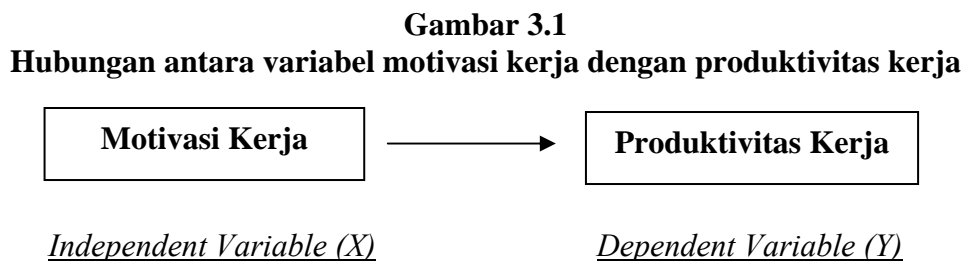 Gambar 3.1
Hubungan antara variabel motivasi kerja dengan produktivitas kerja
Motivasi Kerja
Produktivitas Kerja
Independent Variable (X)
Dependent Variable (Y)